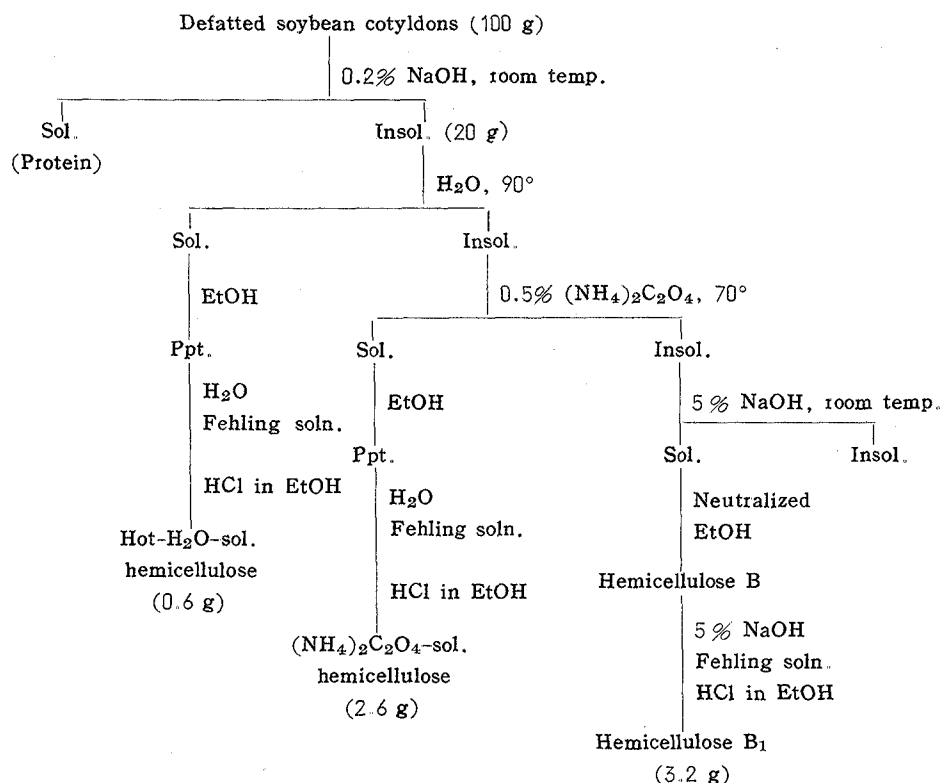 Defatted soybean cotyldons (100 g)
0.2% NaOH, room temp.
Sol.
(Protein)
Insol. (20 g)
H₂O, 90°
Sol.
Insol.
EtOH
0.5% (NH₄)₂C₂O₄, 70°
Ppt.
Sol.
Insol.
H₂O
Fehling soln.
EtOH
5% NaOH, room temp.
HCl in EtOH
Ppt.
Sol.
Insol.
Hot-H₂O-sol.
hemicellulose
(0.6 g)
H₂O
Fehling soln.
Neutralized
EtOH
HCl in EtOH
Hemicellulose B
(NH₄)₂C₂O₄-sol.
hemicellulose
(2.6 g)
5% NaOH
Fehling soln.
HCl in EtOH
Hemicellulose B₁
(3.2 g)